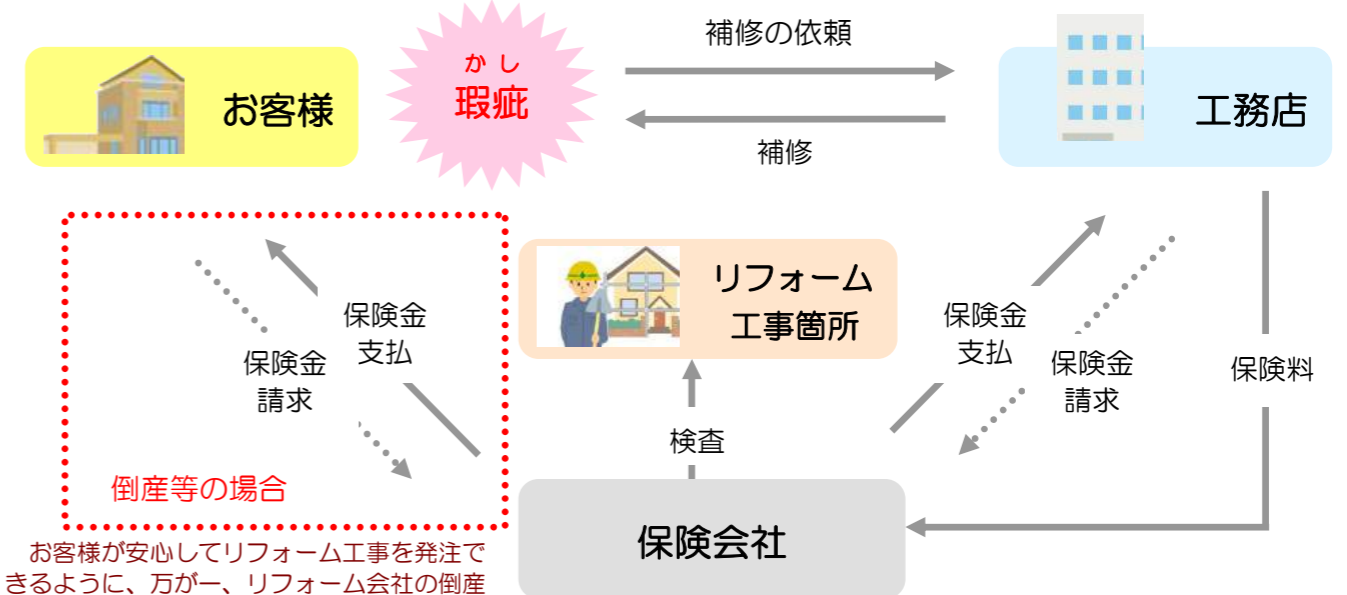 補修の依頼
かし
瑕疵
お客様
工務店
補修
リフォーム
工事箇所
保険金
支払
保険金
請求
保険金
支払
保険金
請求
保険料
検査
倒産等の場合
保険会社
お客様が安心してリフォーム工事を発注で
きるように、万が一、リフォーム会社の倒産